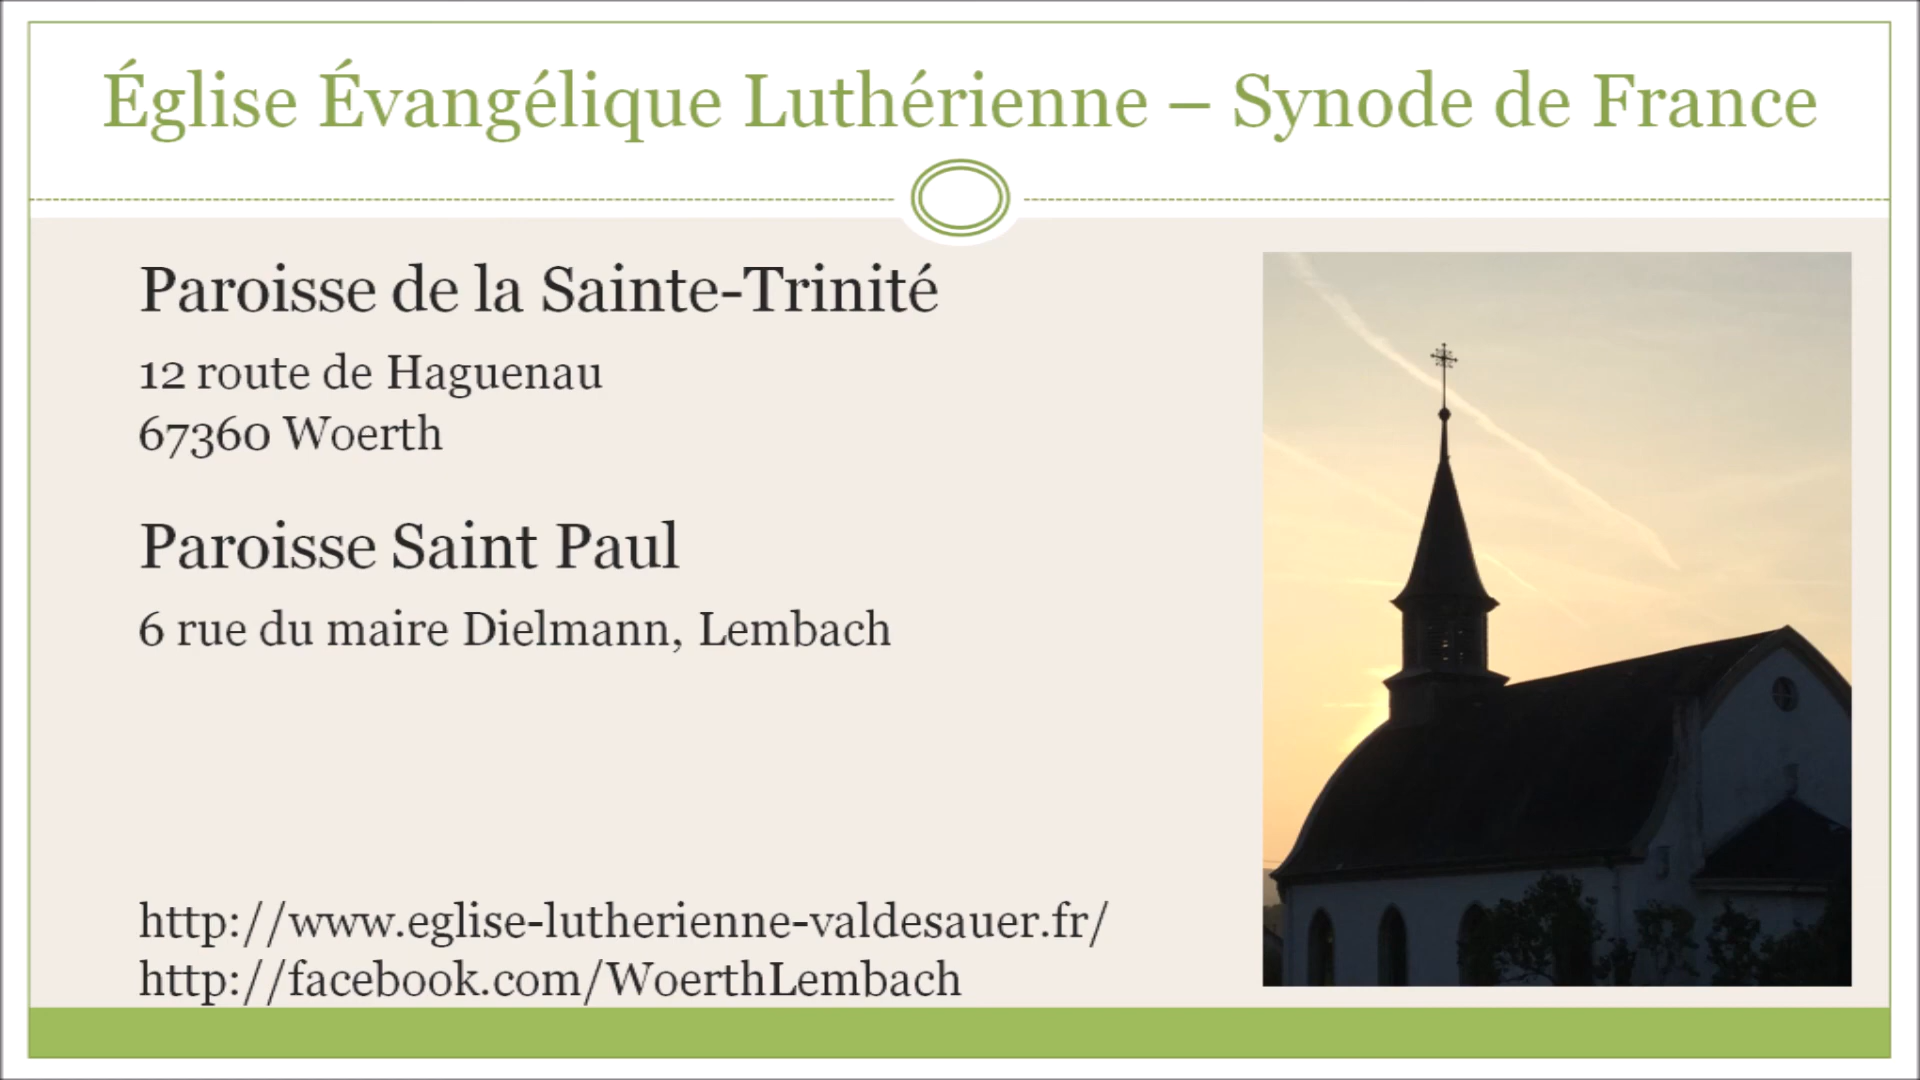 Église Évangélique Luthérienne – Synode de France
Paroisse de la Sainte-Trinité
12 route de Haguenau
67360 Woerth
Paroisse Saint Paul
6 rue du maire Dielmann, Lembach
http://www.eglise-lutherienne-valdesauer.fr/
http://facebook.com/WoerthLembach